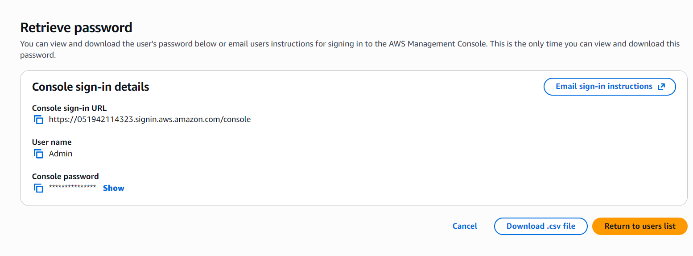 Retrieve password
You can view and download the user's password below or email users instructions for signing in to the AWS Management Console. This is the only time you can view and download this
password.
Console sign-in details
Email sign-in instructions
Console sign-in URL
https://051942114323.signin.aws.amazon.com/console
User name
Admin
Console password
*************** Show
Cancel
Download .csv file
Return to users list